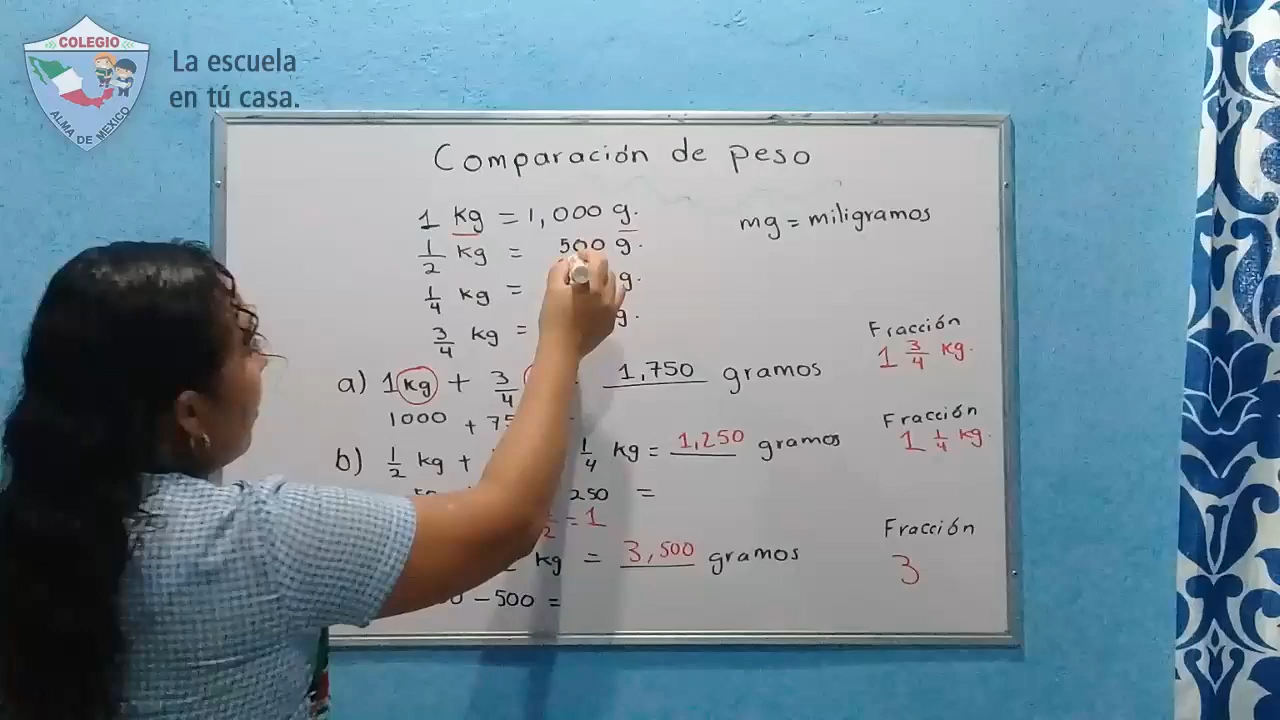 COLEGIO
ALMA DE MEXICO
La escuela
en tú casa.
Comparación de peso
1 kg = 1,000 g.
mg = miligramos
1/2 kg = 500 g.
1/4 kg = g.
3/4 kg = g.
Fracción
1 3/4 kg.
a) 1 kg + 3/4 1,750 gramos
1000 + 75
Fracción
1 1/4 kg.
b) 1/2 kg + 1/4 kg = 1,250 gramos
250 =
= 1
Fracción
3
kg = 3,500 gramos
- 500 =